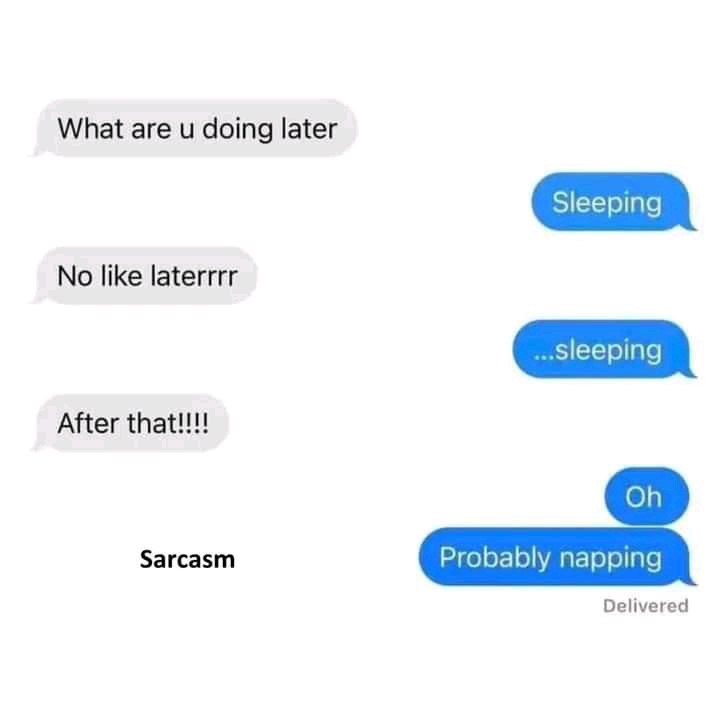 What are u doing later
Sleeping
No like laterrrr
...sleeping
After that!!!!
Oh
Probably napping
Sarcasm
Delivered